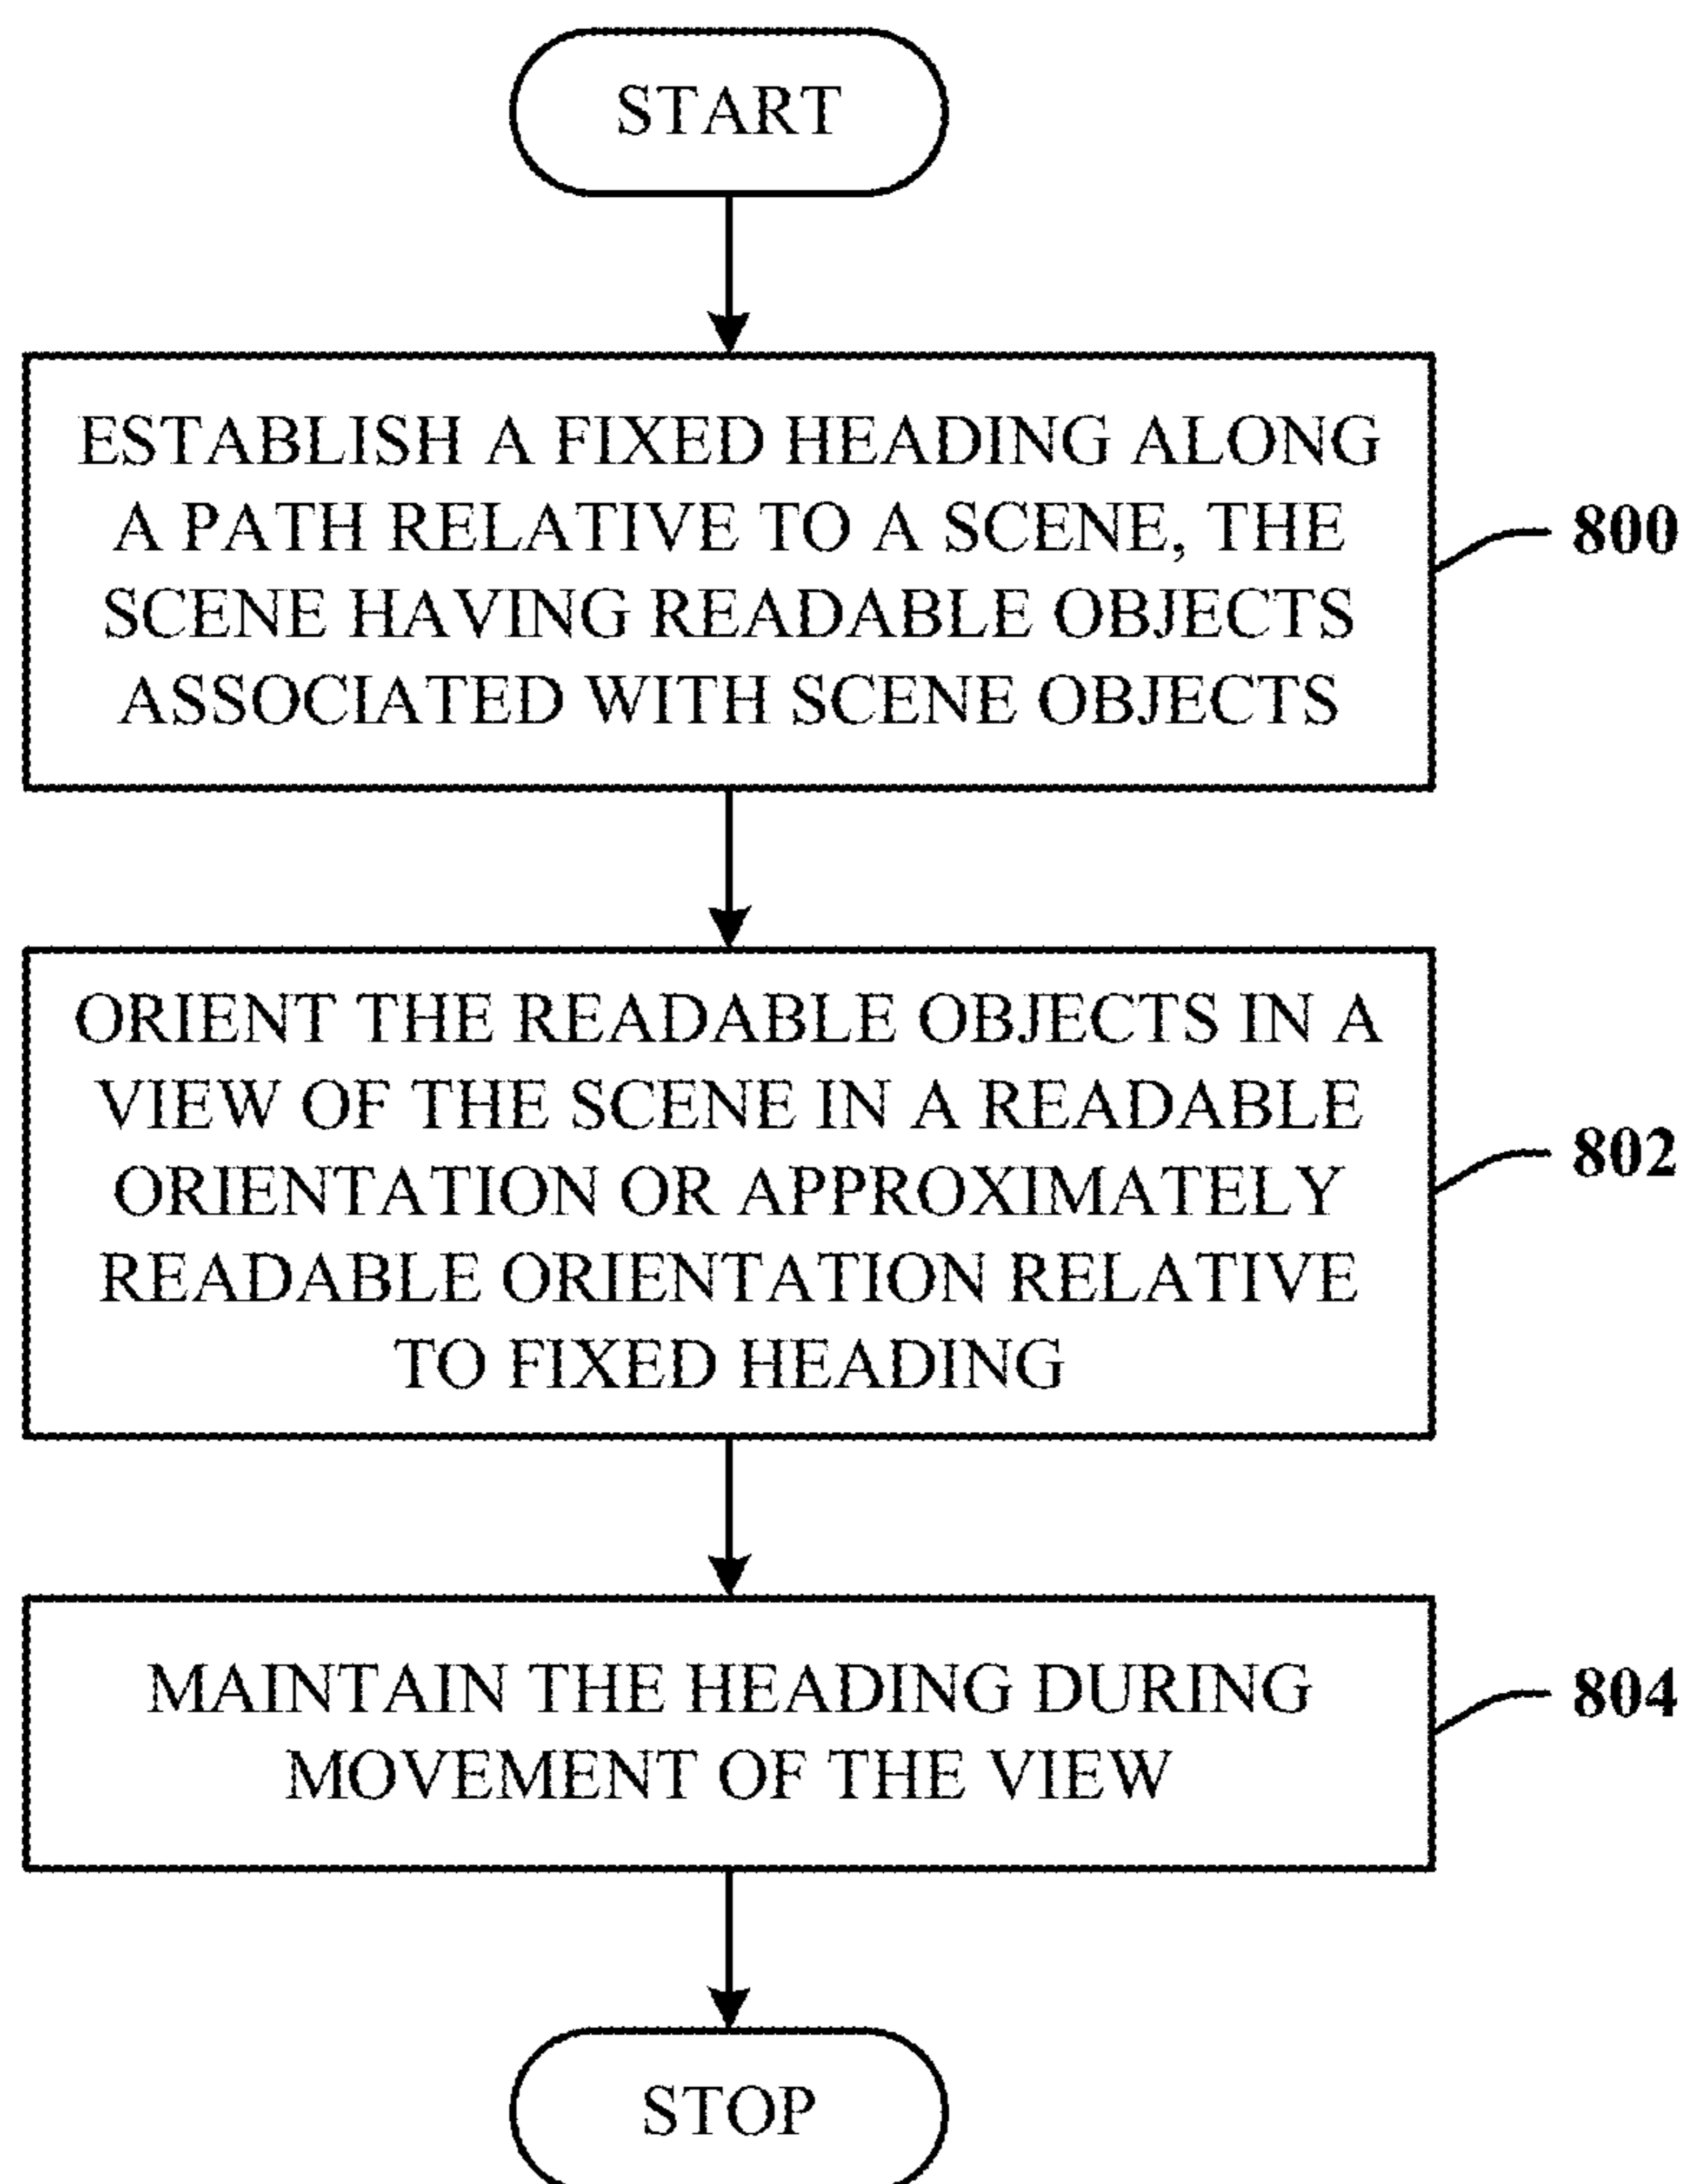 START
ESTABLISH A FIXED HEADING ALONG
A PATH RELATIVE TO A SCENE, THE
SCENE HAVING READABLE OBJECTS
ASSOCIATED WITH SCENE OBJECTS
800
ORIENT THE READABLE OBJECTS IN A
VIEW OF THE SCENE IN A READABLE
ORIENTATION OR APPROXIMATELY
READABLE ORIENTATION RELATIVE
TO FIXED HEADING
802
MAINTAIN THE HEADING DURING
MOVEMENT OF THE VIEW
804
STOP